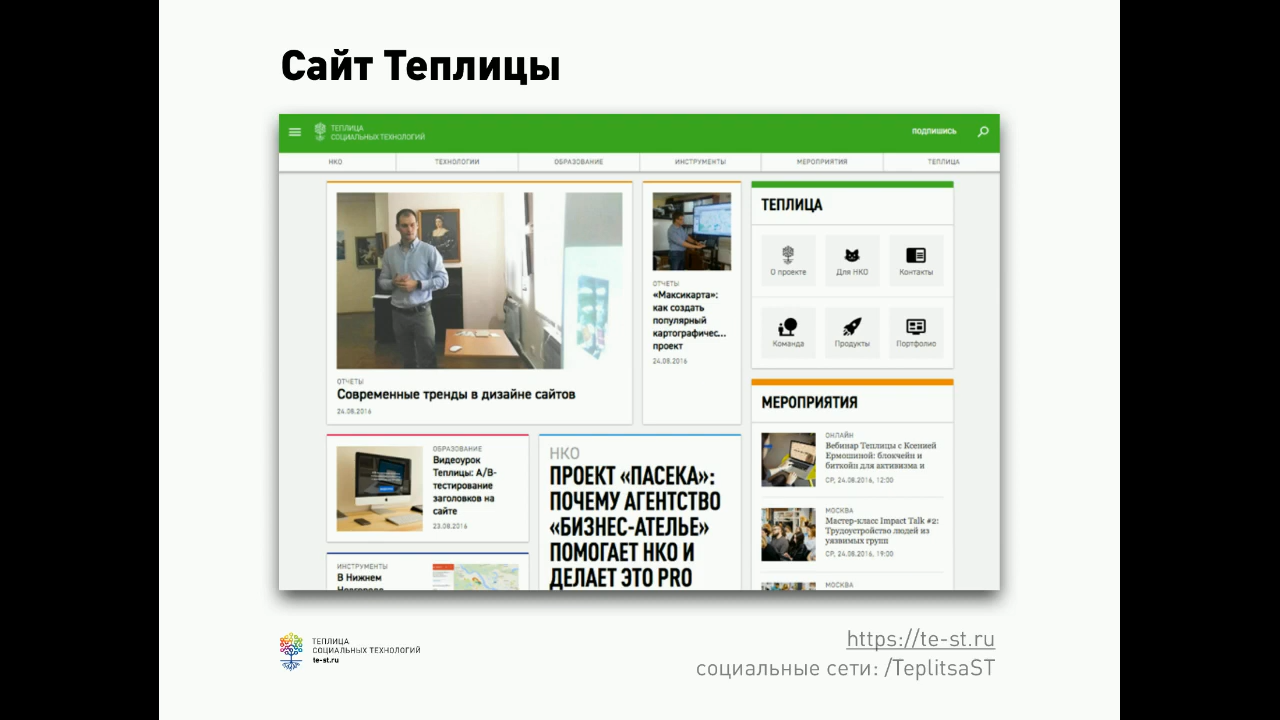 Сайт Теплицы
ТЕПЛИЦА
СОЦИАЛЬНЫХ ТЕХНОЛОГИЙ
ПОДПИШИСЬ
НКО
ТЕХНОЛОГИИ
ОБРАЗОВАНИЕ
ИНСТРУМЕНТЫ
МЕРОПРИЯТИЯ
ТЕПЛИЦА
ОТЧЕТЫ
Современные тренды в дизайне сайтов
24.08.2016
ОТЧЕТЫ
«Максикарта»:
как создать
популярный
картографичес...
проект
24.08.2016
ТЕПЛИЦА
О проекте
Для НКО
Контакты
Команда
Продукты
Портфолио
МЕРОПРИЯТИЯ
ОНЛАЙН
Вебинар Теплицы с Ксенией
Ермошиной: блокчейн и
биткойн для активизма и
СР, 24.08.2016, 12:00
МОСКВА
Мастер-класс Impact Talk #2:
Трудоустройство людей из
уязвимых групп
СР, 24.08.2016, 19:00
МОСКВА
ОБРАЗОВАНИЕ
Видеоурок
Теплицы: A/B-
тестирование
заголовков на
сайте
23.08.2016
НКО
ПРОЕКТ «ПАСЕКА»:
ПОЧЕМУ АГЕНТСТВО
«БИЗНЕС-АТЕЛЬЕ»
ПОМОГАЕТ НКО И
ДЕЛАЕТ ЭТО PRO
ИНСТРУМЕНТЫ
В Нижнем
Новгороде
ТЕПЛИЦА
СОЦИАЛЬНЫХ ТЕХНОЛОГИЙ
te-st.ru
https://te-st.ru
социальные сети: /TeplitsaST